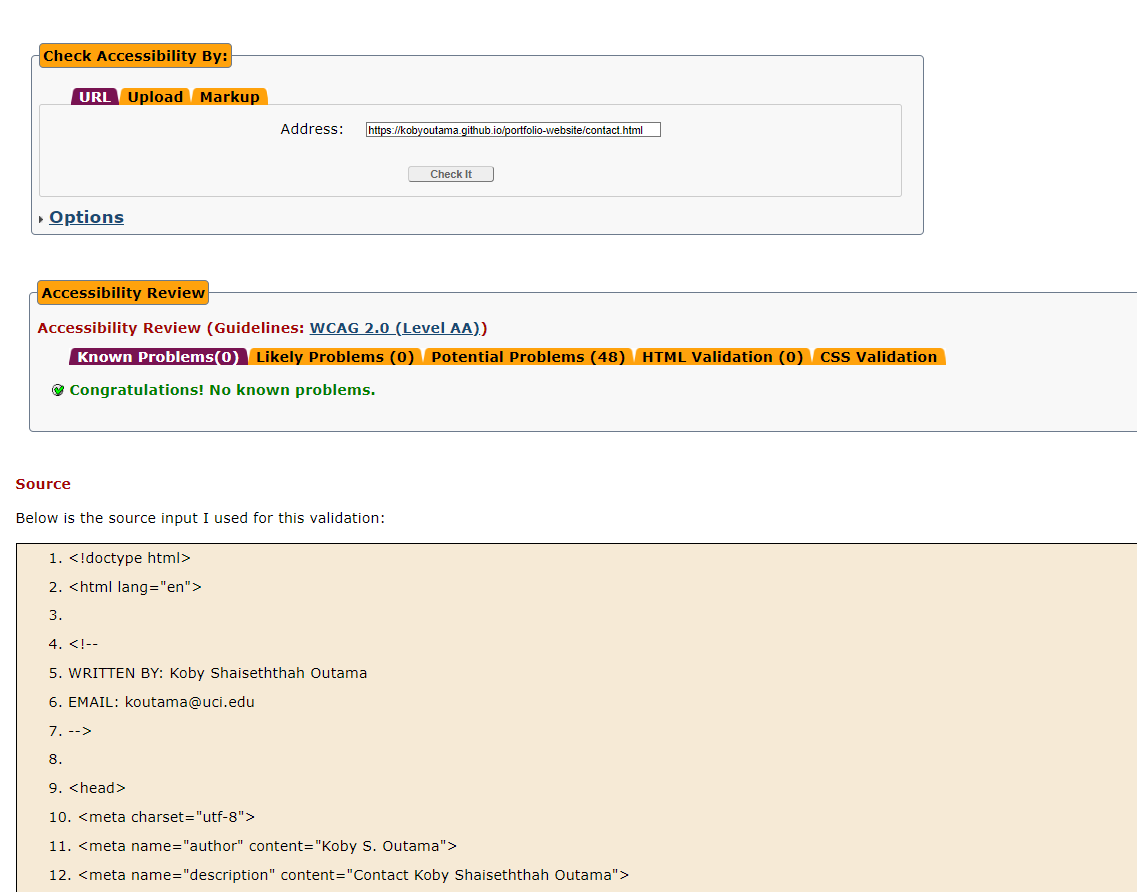 Check Accessibility By:
URL Upload Markup
Address: https://kobyoutama.github.io/portfolio-website/contact.html
Check It
Options
Accessibility Review
Accessibility Review (Guidelines: WCAG 2.0 (Level AA))
Known Problems(0) Likely Problems (0) Potential Problems (48) HTML Validation (0) CSS Validation
Congratulations! No known problems.
Source
Below is the source input I used for this validation:
1. <!doctype html>
2. <html lang="en">
3.
4. <!--
5. WRITTEN BY: Koby Shaiseththah Outama
6. EMAIL: koutama@uci.edu
7. -->
8.
9. <head>
10. <meta charset="utf-8">
11. <meta name="author" content="Koby S. Outama">
12. <meta name="description" content="Contact Koby Shaiseththah Outama">